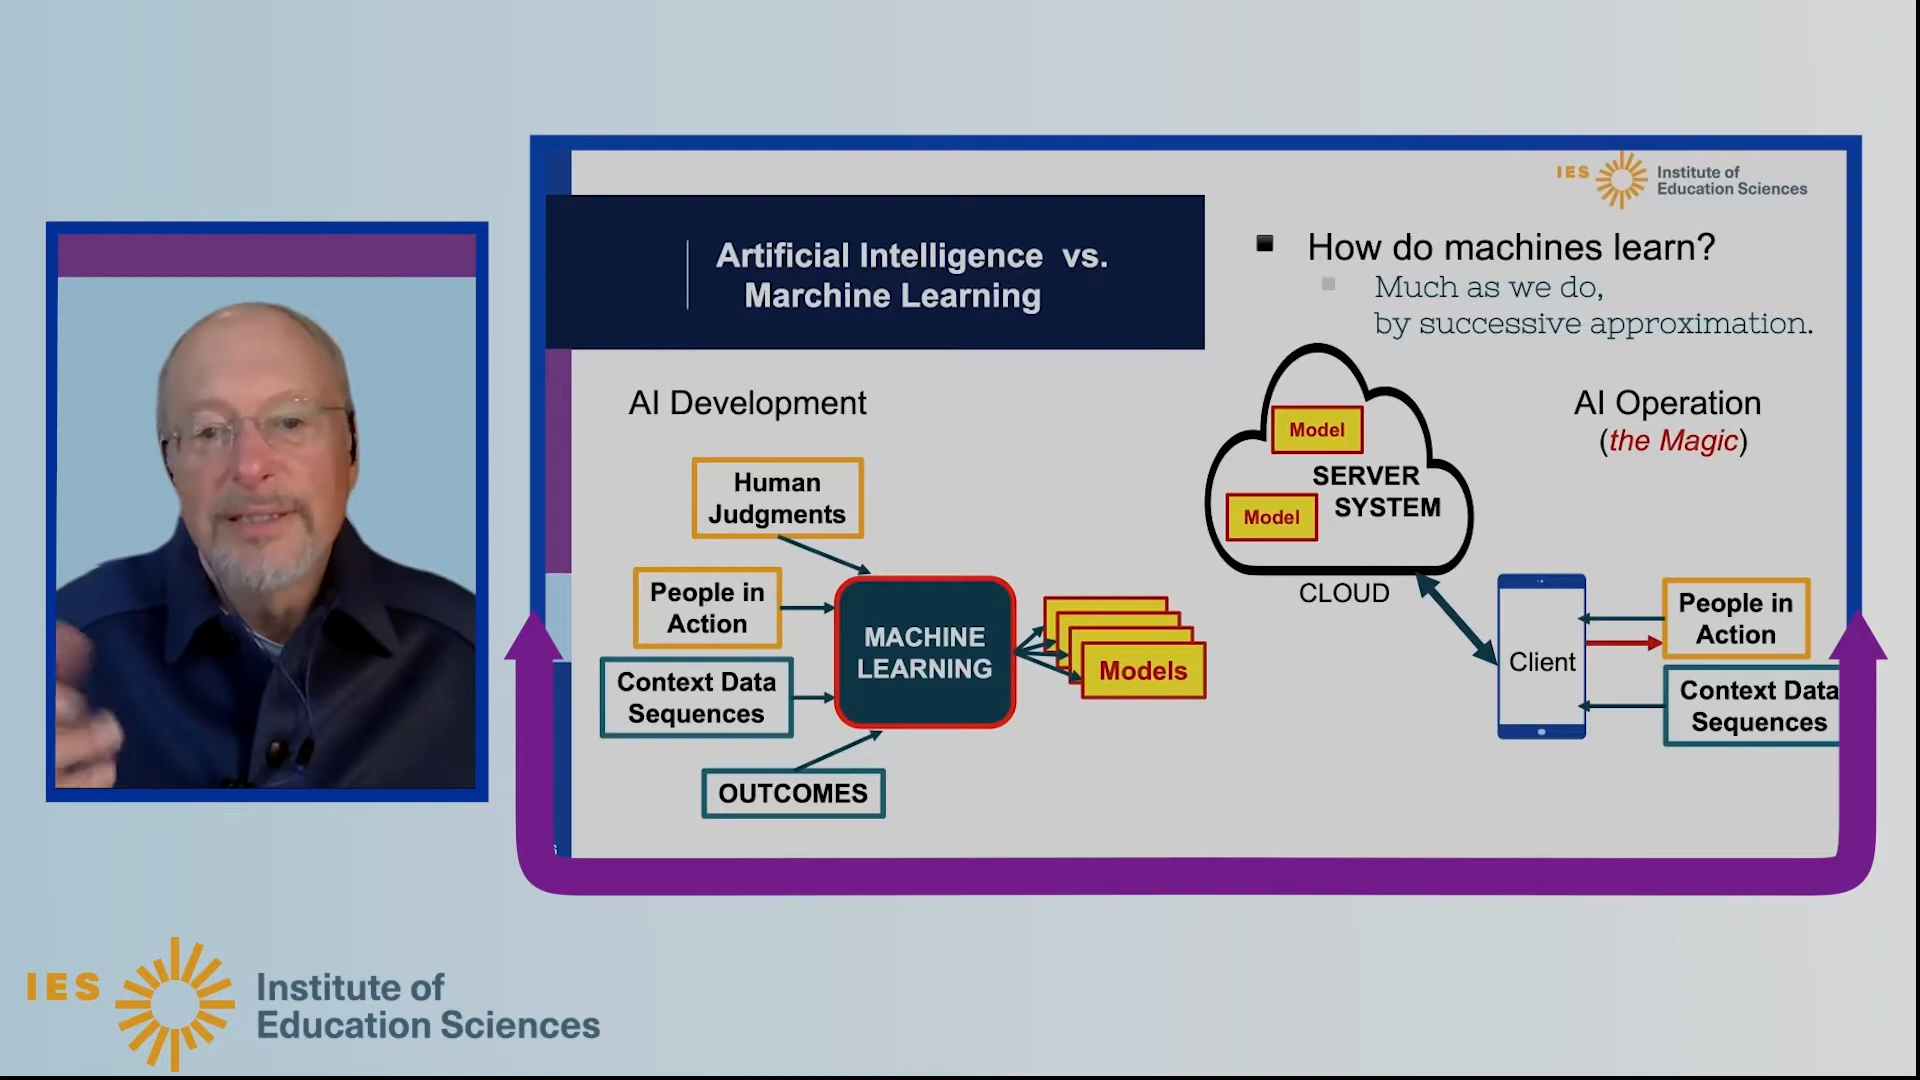 IES Institute of
Education Sciences
Artificial Intelligence vs.
Marchine Learning
How do machines learn?
Much as we do,
by successive approximation.
AI Development
Human
Judgments
People in
Action
Context Data
Sequences
OUTCOMES
MACHINE
LEARNING
Models
Model
SERVER
SYSTEM
Model
CLOUD
AI Operation
(the Magic)
Client
People in
Action
Context Data
Sequences
IES Institute of
Education Sciences